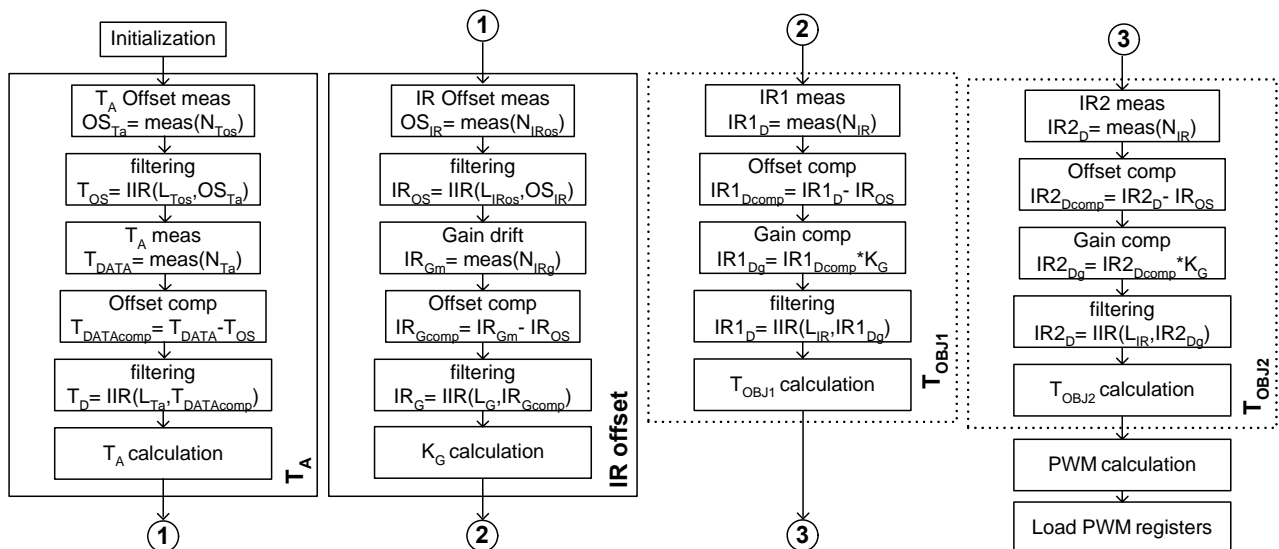 Initialization
T_A Offset meas
OS_Ta= meas(N_Tos)
filtering
T_OS= IIR(L_Tos,OS_Ta)
T_A meas
T_DATA= meas(N_Ta)
Offset comp
T_DATAcomp= T_DATA-T_OS
filtering
T_D= IIR(L_Ta,T_DATAcomp)
T_A calculation
T_A
1
1
IR Offset meas
OS_IR= meas(N_IRos)
filtering
IR_OS= IIR(L_IRos,OS_IR)
Gain drift
IR_Gm= meas(N_IRg)
Offset comp
IR_Gcomp= IR_Gm- IR_OS
filtering
IR_G= IIR(L_G,IR_Gcomp)
K_G calculation
IR offset
2
2
IR1 meas
IR1_D= meas(N_IR)
Offset comp
IR1_Dcomp= IR1_D- IR_OS
Gain comp
IR1_Dg= IR1_Dcomp*K_G
filtering
IR1_D= IIR(L_IR,IR1_Dg)
T_OBJ1 calculation
T_OBJ1
3
3
IR2 meas
IR2_D= meas(N_IR)
Offset comp
IR2_Dcomp= IR2_D- IR_OS
Gain comp
IR2_Dg= IR2_Dcomp*K_G
filtering
IR2_D= IIR(L_IR,IR2_Dg)
T_OBJ2 calculation
T_OBJ2
PWM calculation
Load PWM registers